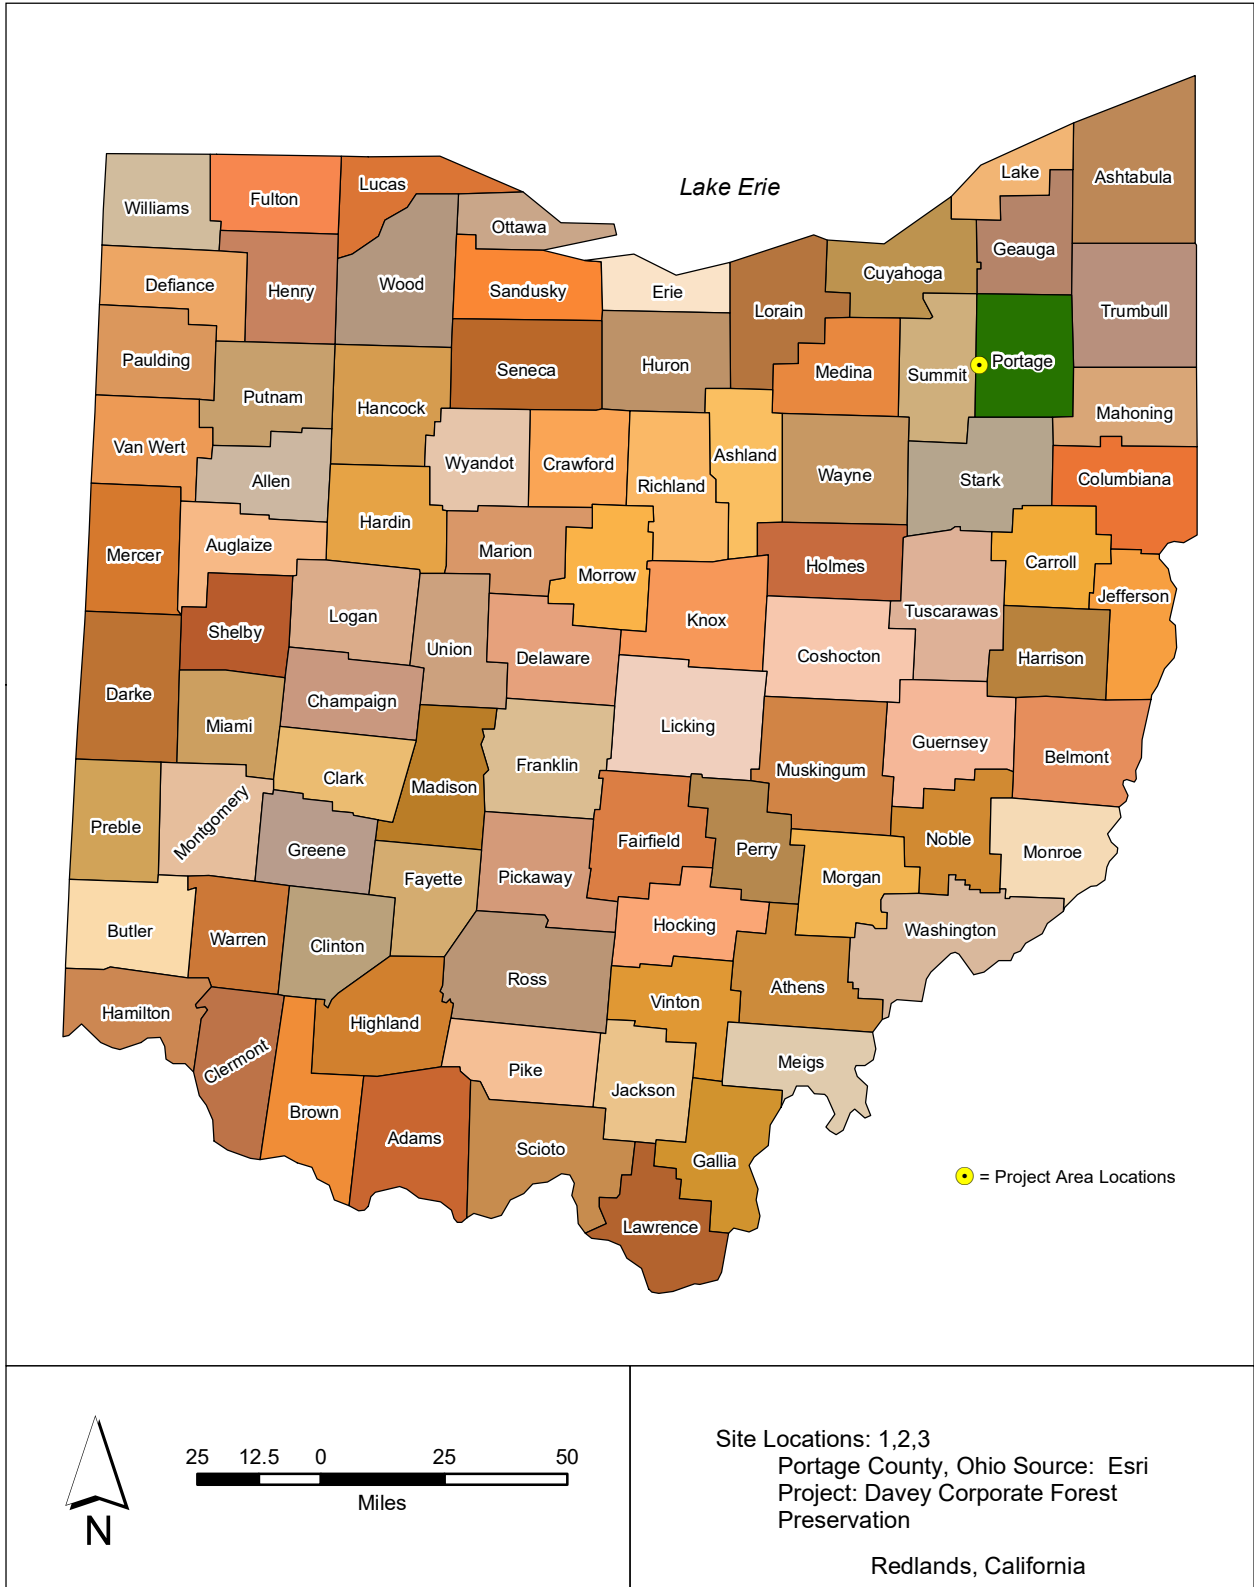 Lake Erie
Ashtabula
Lake
Lucas
Fulton
Williams
Ottawa
Geauga
Cuyahoga
Defiance
Henry
Wood
Sandusky
Erie
Lorain
Trumbull
Paulding
Seneca
Huron
Medina
Summit
Portage
Putnam
Hancock
Mahoning
Van Wert
Allen
Wyandot
Crawford
Richland
Ashland
Wayne
Stark
Columbiana
Mercer
Auglaize
Hardin
Marion
Morrow
Holmes
Carroll
Jefferson
Shelby
Logan
Union
Delaware
Knox
Coshocton
Tuscarawas
Harrison
Darke
Miami
Champaign
Licking
Guernsey
Belmont
Clark
Madison
Franklin
Muskingum
Preble
Montgomery
Greene
Fayette
Pickaway
Fairfield
Perry
Morgan
Noble
Monroe
Butler
Warren
Clinton
Ross
Hocking
Washington
Hamilton
Highland
Vinton
Athens
Clermont
Brown
Pike
Jackson
Meigs
Adams
Scioto
Gallia
Lawrence
= Project Area Locations
25 12.5 0 25 50
Miles
N
Site Locations: 1,2,3
Portage County, Ohio Source: Esri
Project: Davey Corporate Forest
Preservation
Redlands, California